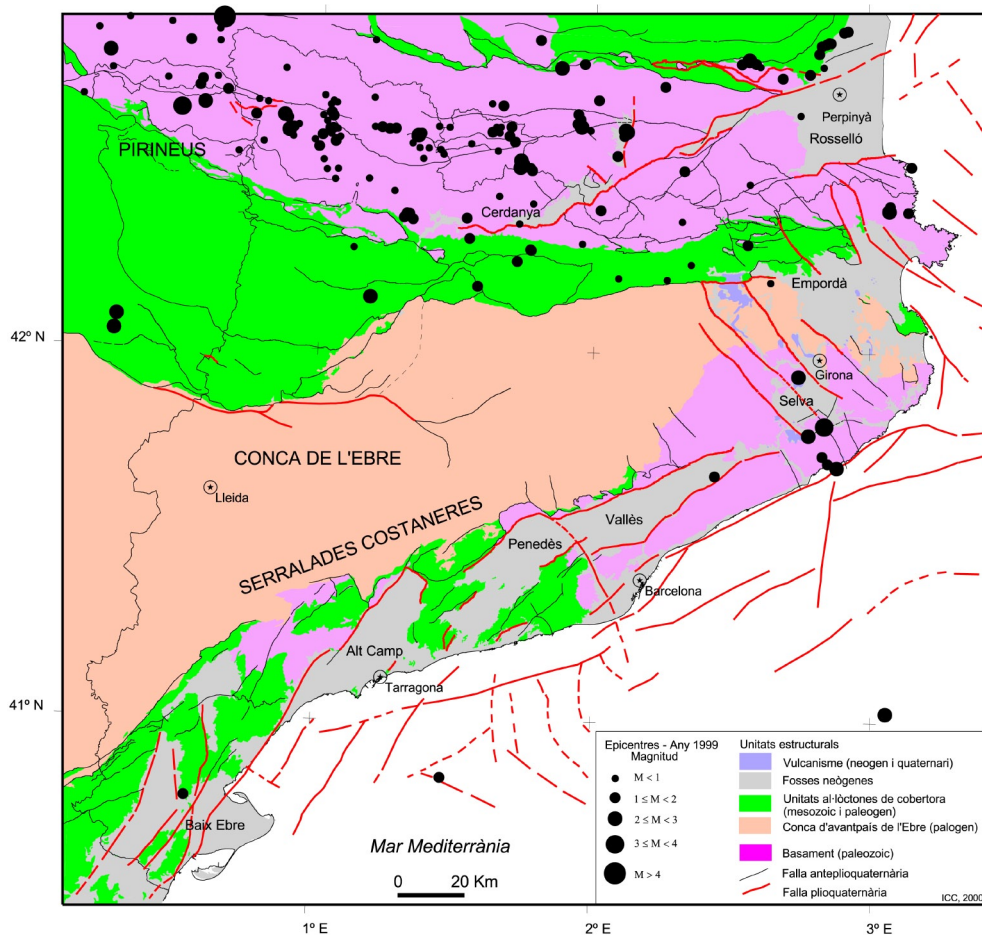 PIRINEUS
Perpinyà
Rosselló
Cerdanya
Empordà
42º N
Girona
Selva
CONCA DE L'EBRE
Lleida
SERRALADES COSTANERES
Vallès
Penedès
Barcelona
Alt Camp
Tarragona
41º N
Baix Ebre
Mar Mediterrània
0 20 Km
Epicentres - Any 1999
Magnitud
M < 1
1 ≤ M < 2
2 ≤ M < 3
3 ≤ M < 4
M > 4
Unitats estructurals
Vulcanisme (neogen i quaternari)
Fosses neògenes
Unitats al·lòctones de cobertora
(mesozoic i paleogen)
Conca d'avantpaís de l'Ebre (palogen)
Basament (paleozoic)
Falla anteplioquaternària
Falla plioquaternària
ICC, 2000
1º E
2º E
3º E